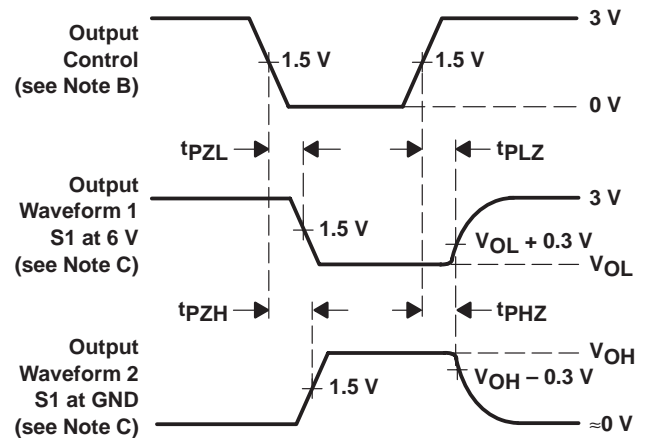 Output
Control
(see Note B)
1.5 V
1.5 V
3 V
0 V
tPZL
tPLZ
Output
Waveform 1
S1 at 6 V
(see Note C)
1.5 V
3 V
VOL + 0.3 V
VOL
tPZH
tPHZ
Output
Waveform 2
S1 at GND
(see Note C)
1.5 V
VOH
VOH – 0.3 V
≈0 V